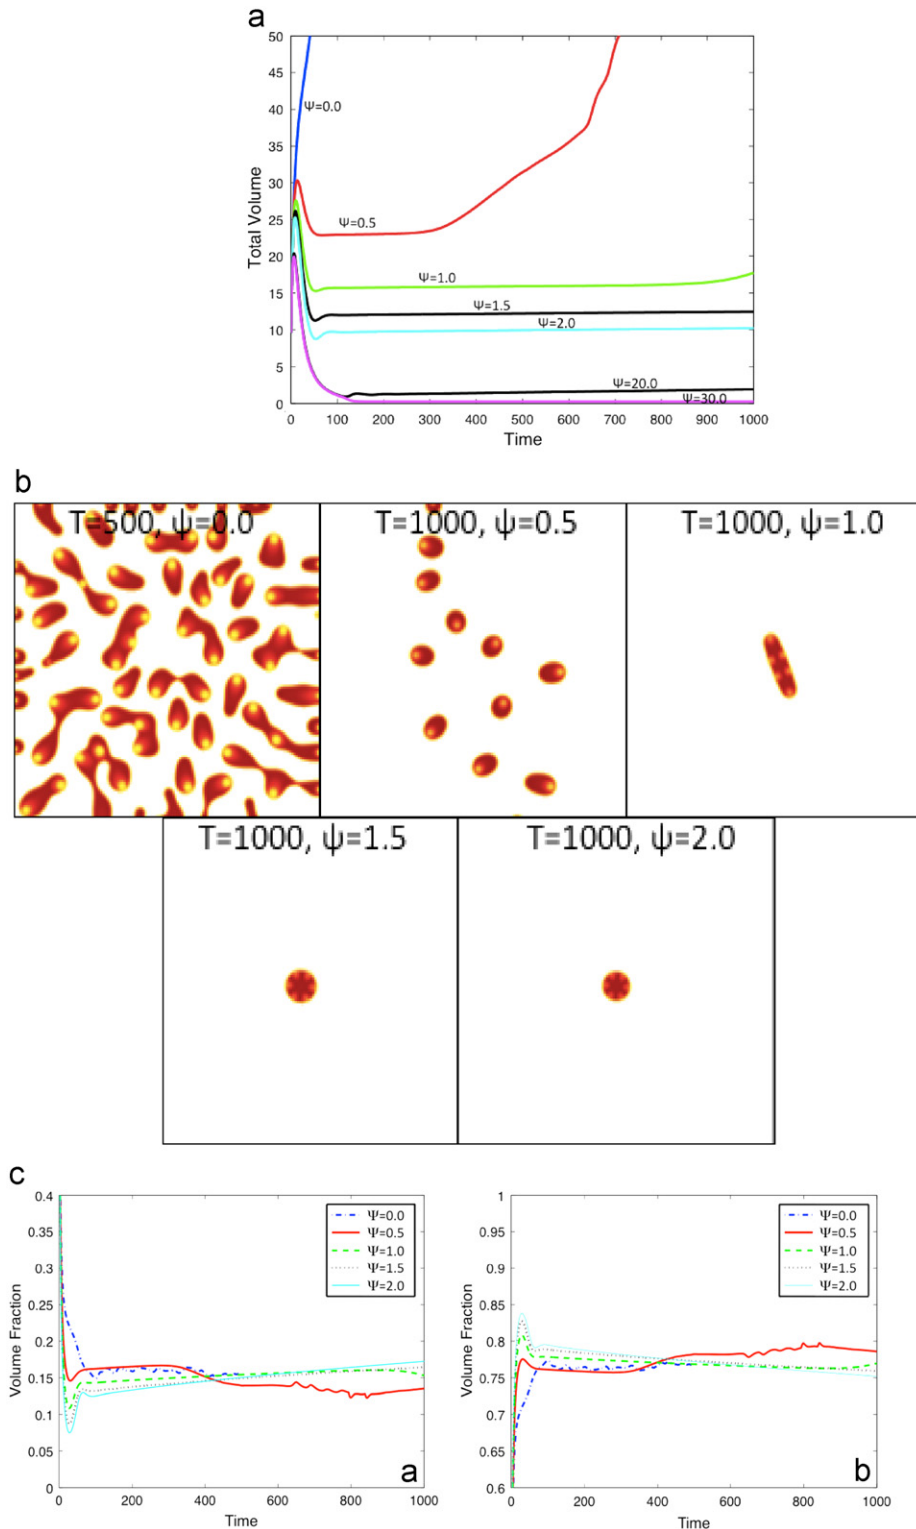 a
50
45
40
35
30
25
20
15
10
5
0
Total Volume
Ψ=0.0
Ψ=0.5
Ψ=1.0
Ψ=1.5
Ψ=2.0
Ψ=20.0
Ψ=30.0
0 100 200 300 400 500 600 700 800 900 1000
Time
b
T=500, ψ=0.0
T=1000, ψ=0.5
T=1000, ψ=1.0
T=1000, ψ=1.5
T=1000, ψ=2.0
c
0.4
0.35
0.3
0.25
0.2
0.15
0.1
0.05
0
Volume Fraction
Ψ=0.0
Ψ=0.5
Ψ=1.0
Ψ=1.5
Ψ=2.0
a
0 200 400 600 800 1000
Time
1
0.95
0.9
0.85
0.8
0.75
0.7
0.65
0.6
Volume Fraction
Ψ=0.0
Ψ=0.5
Ψ=1.0
Ψ=1.5
Ψ=2.0
b
0 200 400 600 800 1000
Time